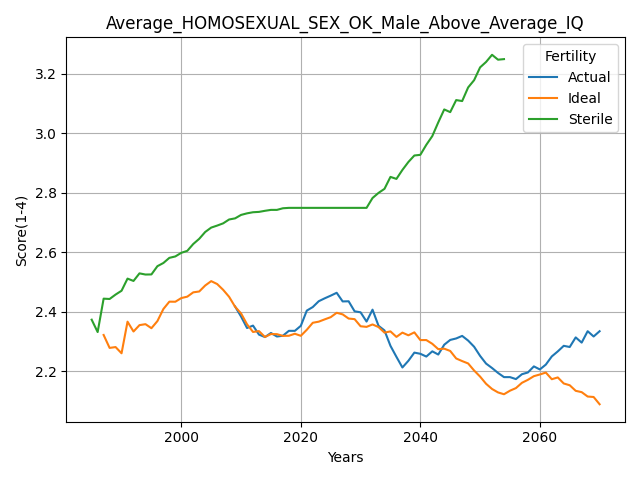 Average_HOMOSEXUAL_SEX_OK_Male_Above_Average_IQ
Fertility
Actual
Ideal
Sterile
Score(1-4)
3.2
3.0
2.8
2.6
2.4
2.2
2000
2020
2040
2060
Years